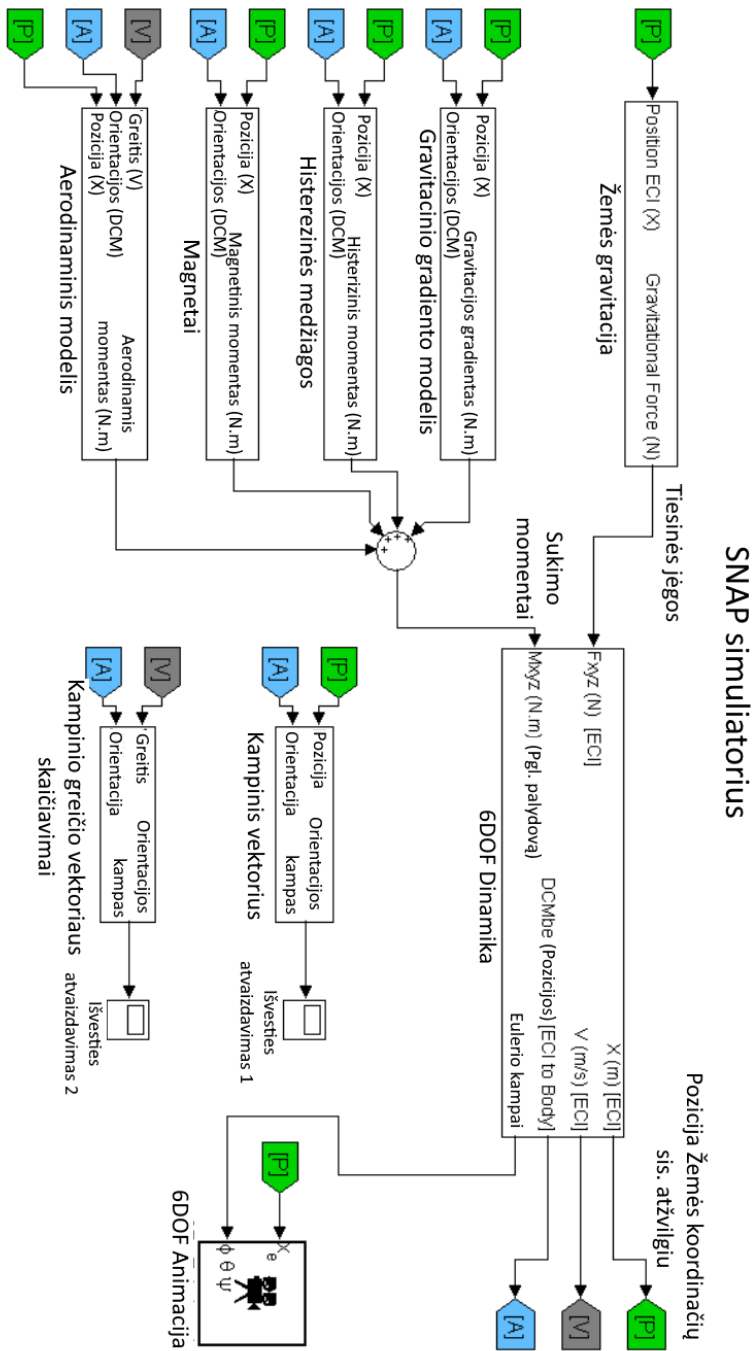 SNAP simuliatorius
[P]
Position ECI (X)
Gravitational Force (N)
Žemės gravitacija
Tiesinės jėgos
[P]
[A]
Pozicija (X)
Gravitacijos gradientas (N.m)
Orientacijos (DCM)
Gravitacinio gradiento modelis
[P]
[A]
Pozicija (X)
Histerizinis momentas (N.m)
Orientacijos (DCM)
Histerezinės medžiagos
[P]
[A]
Pozicija (X)
Magnetinis momentas (N.m)
Orientacijos (DCM)
Magnetai
[V]
[A]
[P]
Greitis (V)
Orientacijos (DCM)
Pozicija (X)
Aerodinamis
momentas (N.m)
Aerodinaminis modelis
+
+
+
+
Sukimo
momentai
Fxyz (N) [ECI]
Mxyz (N.m) (Pgl. palydovą)
X (m) [ECI]
V (m/s) [ECI]
DCMbe (Pozicijos) [ECI to Body]
Eulerio kampai
6DOF Dinamika
Pozicija Žemės koordinačių
sis. atžvilgiu
[P]
[V]
[A]
[P]
[A]
Pozicija
Orientacija
Orientacijos
kampas
Kampinis vektorius
Išvesties
atvaizdavimas 1
[V]
[A]
Greitis
Orientacija
Orientacijos
kampas
Kampinio greičio vektoriaus
skaičiavimai
Išvesties
atvaizdavimas 2
[P]
Xe
ϕ θ ψ
6DOF Animacija